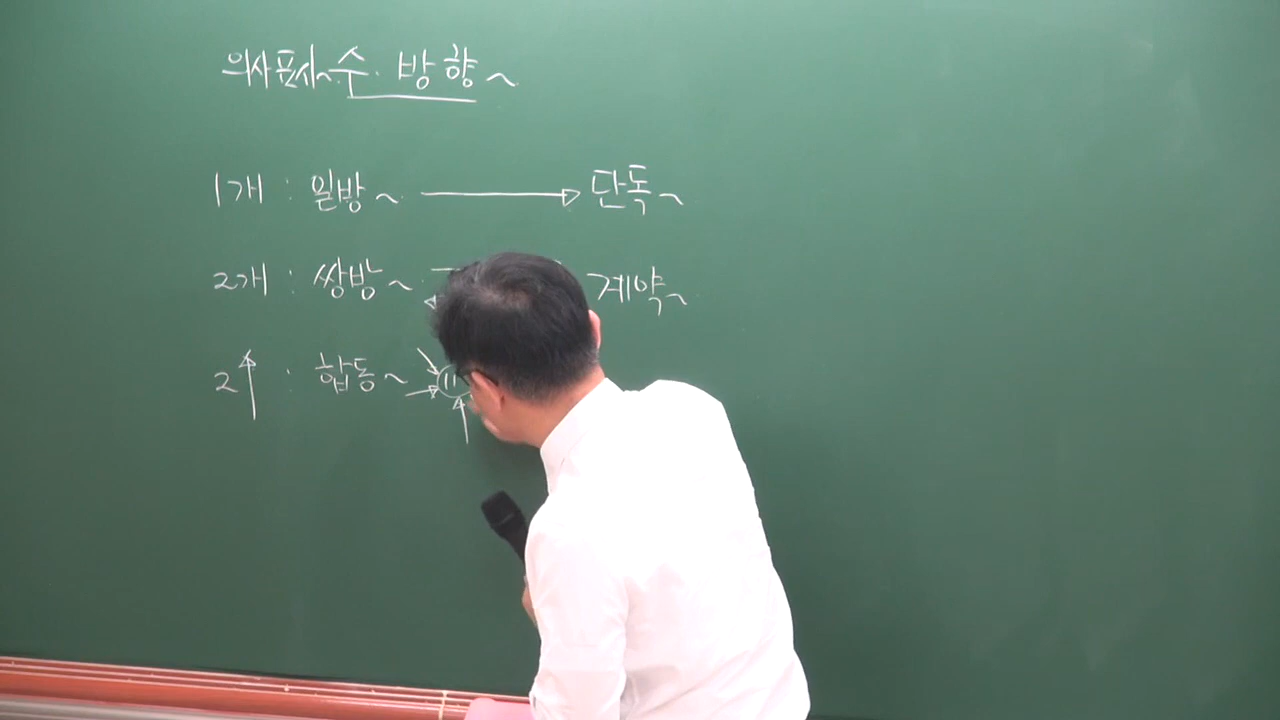 의사표시~수·방향~
1개 : 일방~ → 단독~
2개 : 쌍방~ 계약~
2↑ : 합동~